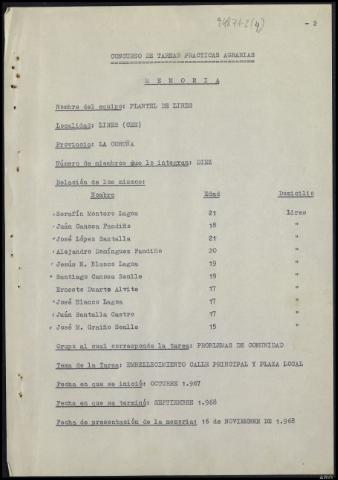 - 2
CONCURSO DE TAREAS PRACTICAS AGRARIAS
M E M O R I A
Nombre del equipo: PLANTEL DE LIRES
Localidad: LIRES (CEE)
Provincia: LA CORUÑA
Número de miembros que lo integran: DIEZ
Relación de los mismos:
Nombre Edad Domicilio
Serafín Montero Lagoa 21 Lires
Juán Canosa Fandiño 18 "
José López Santalla 21 "
Alejandro Domínguez Fandiño 20 "
Jesús M. Blanco Lagoa 19 "
Santiago Canosa Senlle 19 "
Ernesto Duarte Alvite 17 "
José Blanco Lagoa 17 "
Juán Santalla Castro 17 "
José M. Graiño Senlle 15 "
Grupo al cual corresponde la tarea: PROBLEMAS DE COMUNIDAD
Tema de la Tarea: EMBELLECIMIENTO CALLE PRINCIPAL Y PLAZA LOCAL
Fecha en que se inició: OCTUBRE 1.967
Fecha en que se terminó: SEPTIEMBRE 1.968
Fecha de presentación de la memoria: 16 de NOVIEMBRE DE 1.968